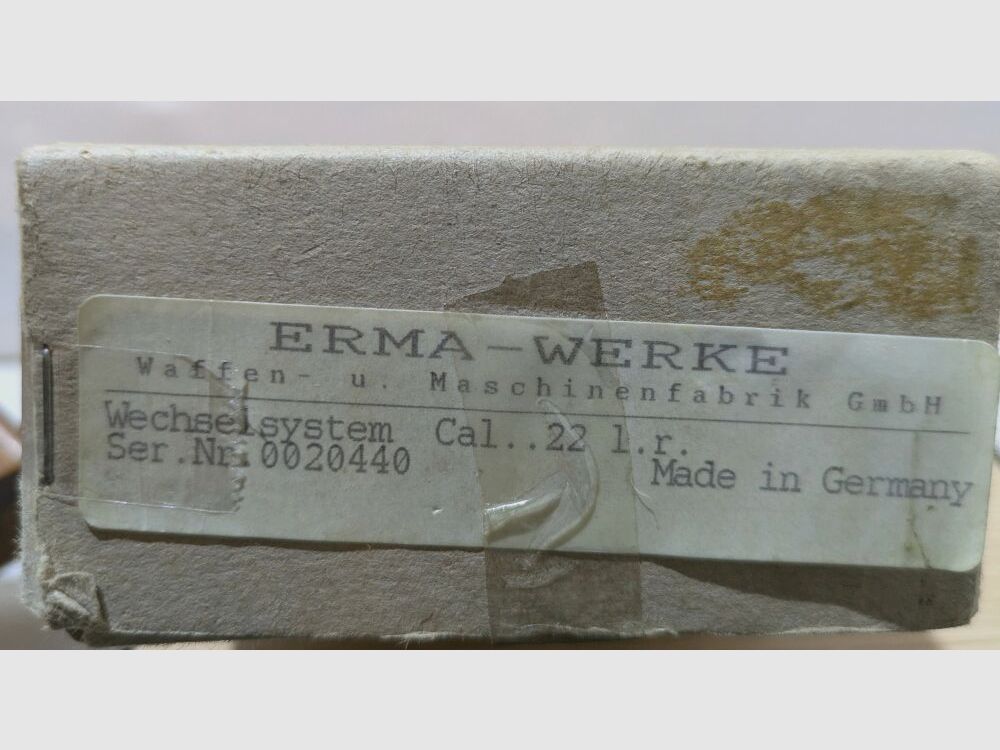 ERMA-WERKE
Waffen- u. Maschinenfabrik GmbH
Wechselsystem Cal..22 l.r.
Ser.Nr.0020440
Made in Germany